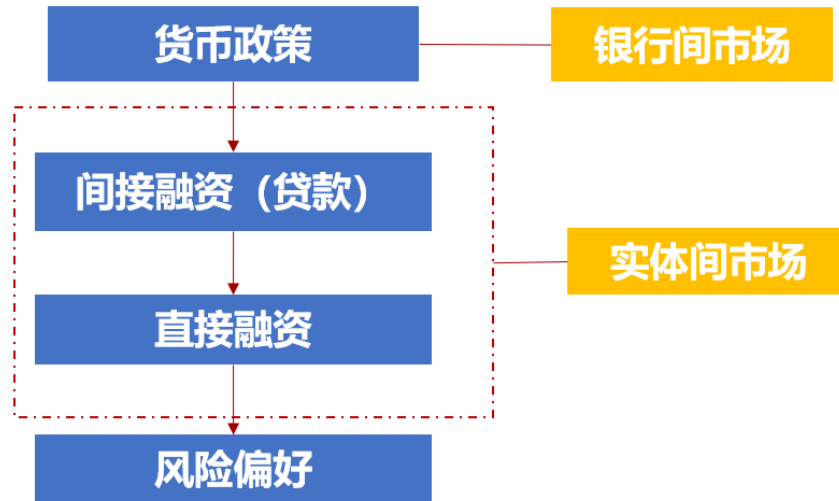 货币政策
银行间市场
间接融资（贷款）
实体间市场
直接融资
风险偏好